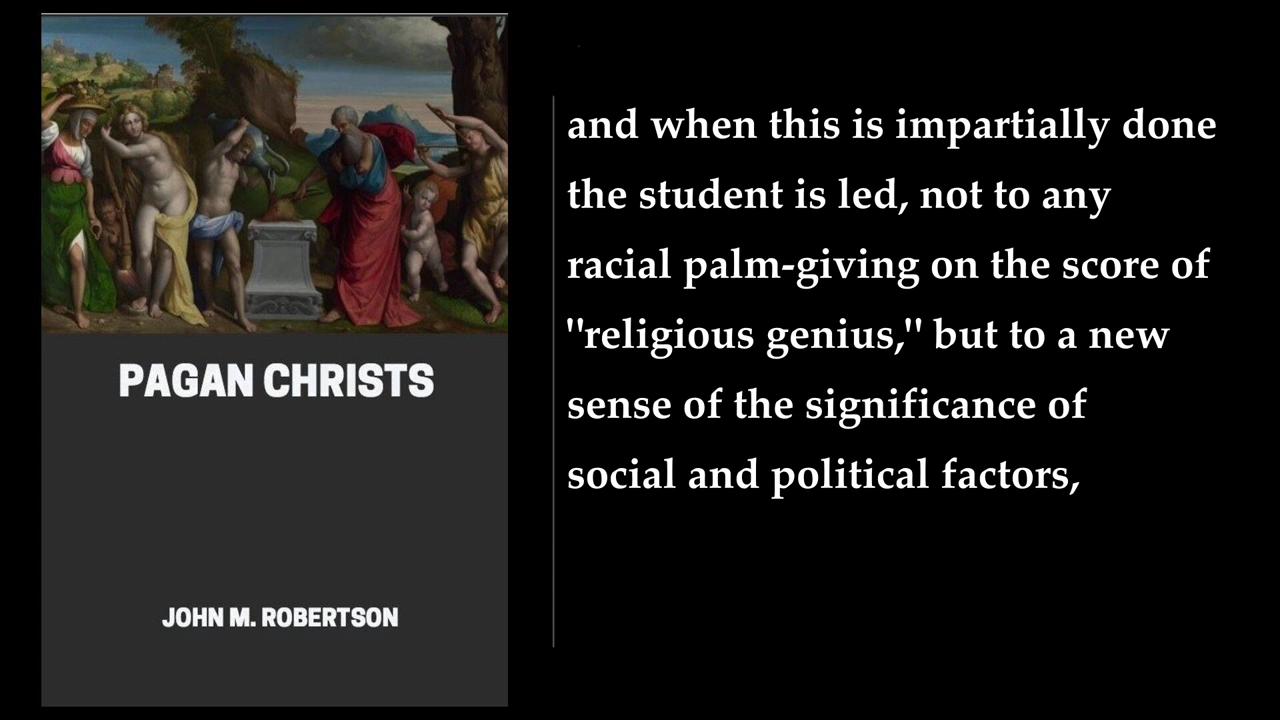 PAGAN CHRISTS
JOHN M. ROBERTSON
and when this is impartially done
the student is led, not to any
racial palm-giving on the score of
"religious genius," but to a new
sense of the significance of
social and political factors,